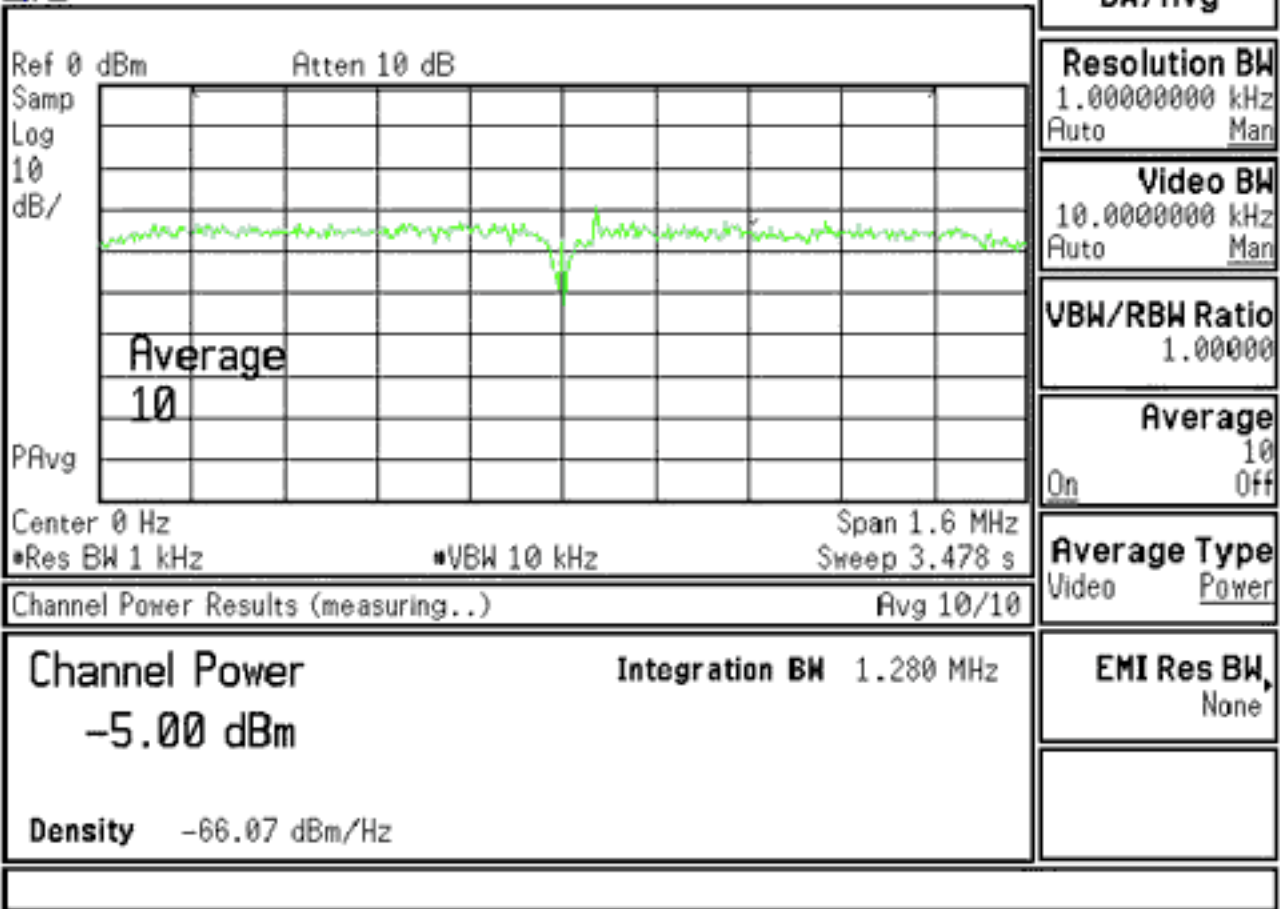 Ref 0 dBm Atten 10 dB
Samp
Log
10
dB/
Average
10
PAvg
Center 0 Hz Span 1.6 MHz
#Res BW 1 kHz #VBW 10 kHz Sweep 3.478 s
Channel Power Results (measuring..) Avg 10/10
Channel Power Integration BW 1.280 MHz
-5.00 dBm
Density -66.07 dBm/Hz
Resolution BW
1.00000000 kHz
Auto Man
Video BW
10.0000000 kHz
Auto Man
VBW/RBW Ratio
1.00000
Average
10
On Off
Average Type
Video Power
EMI Res BW
None